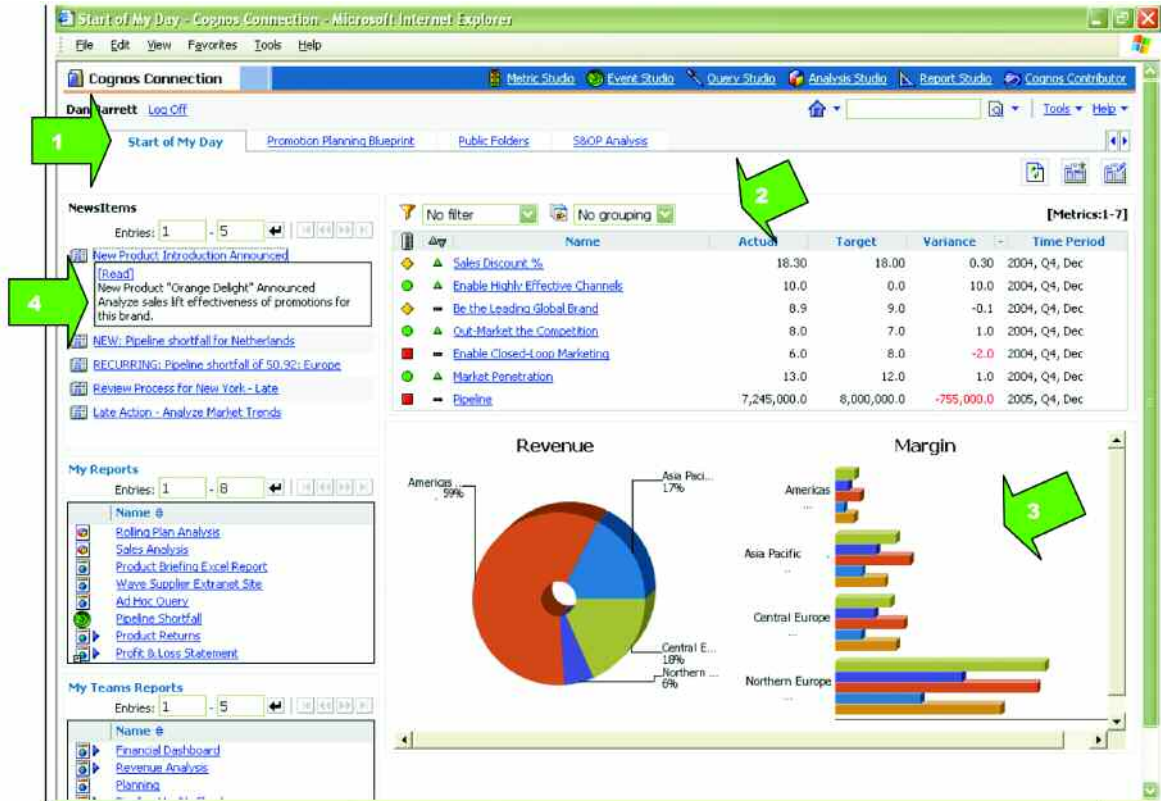 Start of My Day - Cognos Connection - Microsoft Internet Explorer
File Edit View Favorites Tools Help
Cognos Connection
Metric Studio Event Studio Query Studio Analysis Studio Report Studio Cognos Contributor
Log Off
Tools Help
1
Start of My Day Promotion Planning Blueprint Public Folders S&OP Analysis
2
NewsItems
Entries: 1 - 5
New Product Introduction Announced
[Read]
New Product "Orange Delight" Announced
Analyze sales lift effectiveness of promotions for
this brand.
4
NEW: Pipeline shortfall for Netherlands
RECURRING: Pipeline shortfall of 50.92: Europe
Review Process for New York - Late
Late Action - Analyze Market Trends
No filter No grouping [Metrics:1-7]
Name Actual Target Variance Time Period
Sales Discount % 18.30 18.00 0.30 2004, Q4, Dec
Enable Highly Effective Channels 10.0 0.0 10.0 2004, Q4, Dec
Be the Leading Global Brand 8.9 9.0 -0.1 2004, Q4, Dec
Out-Market the Competition 8.0 7.0 1.0 2004, Q4, Dec
Enable Closed-Loop Marketing 6.0 8.0 -2.0 2004, Q4, Dec
Market Penetration 13.0 12.0 1.0 2004, Q4, Dec
Pipeline 7,245,000.0 8,000,000.0 -755,000.0 2005, Q4, Dec
My Reports
Entries: 1 - 8
Name
Rolling Plan Analysis
Sales Analysis
Product Briefing Excel Report
Wave Supplier Extranet Site
Ad Hoc Query
Pipeline Shortfall
Product Returns
Profit & Loss Statement
My Teams Reports
Entries: 1 - 5
Name
Financial Dashboard
Revenue Analysis
Planning
Revenue
Americas ...
59%
Asia Paci...
17%
Central E...
18%
Northern ...
6%
Margin
Americas
...
Asia Pacific
...
Central Europe
...
Northern Europe
...
3